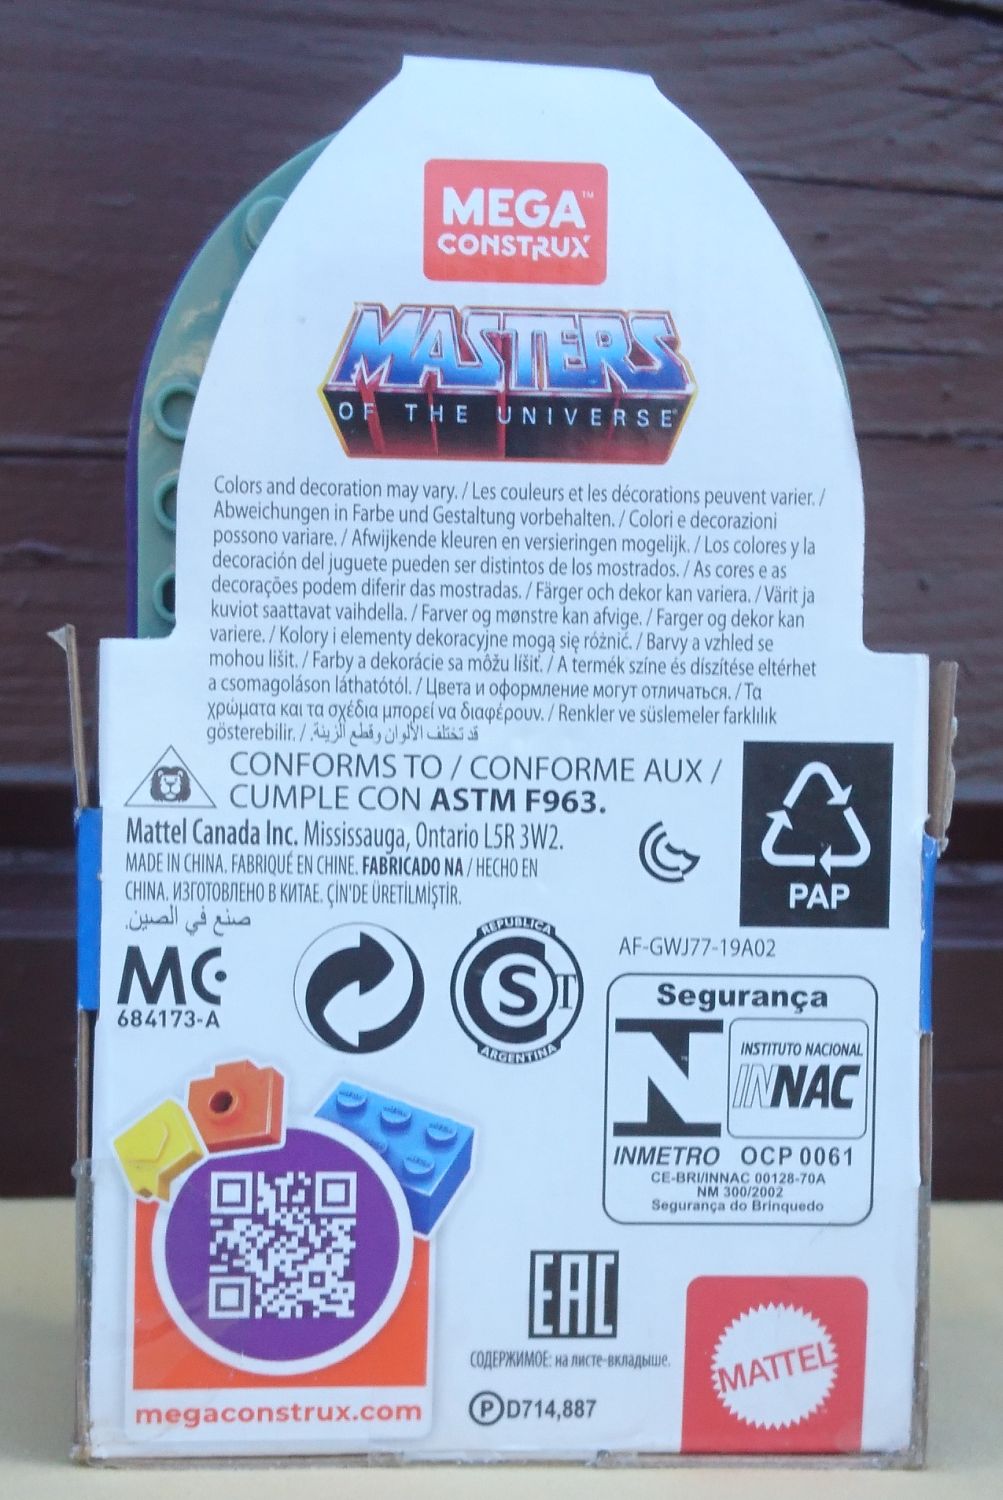 MEGA™
CONSTRUX™
MASTERS
OF THE UNIVERSE®
Colors and decoration may vary. / Les couleurs et les décorations peuvent varier. /
Abweichungen in Farbe und Gestaltung vorbehalten. / Colori e decorazioni
possono variare. / Afwijkende kleuren en versieringen mogelijk. / Los colores y la
decoración del juguete pueden ser distintos de los mostrados. / As cores e as
decorações podem diferir das mostradas. / Färger och dekor kan variera. / Värit ja
kuviot saattavat vaihdella. / Farver og mønstre kan afvige. / Farger og dekor kan
variere. / Kolory i elementy dekoracyjne mogą się różnić. / Barvy a vzhled se
mohou lišit. / Farby a dekorácie sa môžu líšiť. / A termék színe és díszítése eltérhet
a csomagoláson láthatótól. / Цвета и оформление могут отличаться. / Τα
χρώματα και τα σχέδια μπορεί να διαφέρουν. / Renkler ve süslemeler farklılık
gösterebilir. / قد تختلف الألوان وقطع الزينة.
CONFORMS TO / CONFORME AUX /
CUMPLE CON ASTM F963.
Mattel Canada Inc. Mississauga, Ontario L5R 3W2.
MADE IN CHINA. FABRIQUÉ EN CHINE. FABRICADO NA / HECHO EN
CHINA. ИЗГОТОВЛЕНО В КИТАЕ. ÇİN'DE ÜRETİLMİŞTİR.
صنع في الصين.
PAP
AF-GWJ77-19A02
MC
684173-A
REPUBLICA
S T
ARGENTINA
Segurança
INSTITUTO NACIONAL
INNAC
INMETRO OCP 0061
CE-BRI/INNAC 00128-70A
NM 300/2002
Segurança do Brinquedo
EAC
СОДЕРЖИМОЕ: на листе-вкладыше.
P D714,887
megaconstrux.com
MATTEL